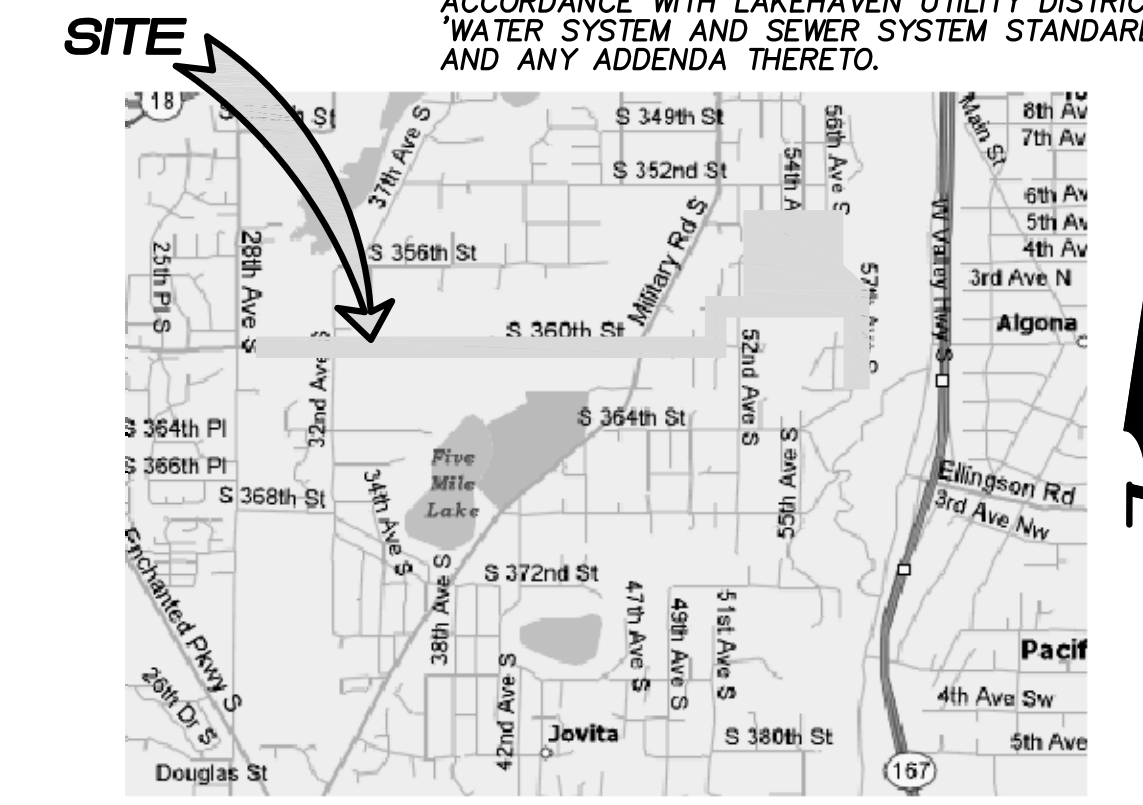 ACCORDANCE WITH LAKEHAVEN UTILITY DISTRIC
'WATER SYSTEM AND SEWER SYSTEM STANDARD
AND ANY ADDENDA THERETO.
SITE
18
St
37th Ave S
S 349th St
S 352nd St
54th A
56th Ave S
Main St
8th Av
7th Av
6th Av
5th Av
4th Av
3rd Ave N
Algona
25th Pl S
28th Ave S
S 356th St
Military Rd S
W Valley Hwy S
S 360th St
32nd Ave S
52nd Ave S
S 364th St
S 364th Pl
S 366th Pl
S 368th St
Five
Mile
Lake
34th Ave S
55th Ave S
Ellingson Rd
3rd Ave Nw
Enchanted Pkwy S
38th Ave S
S 372nd St
47th Ave S
49th Ave S
51st Ave S
Pacif
26th Dr S
42nd Ave S
Jovita
S 380th St
4th Ave Sw
5th Ave
Douglas St
167